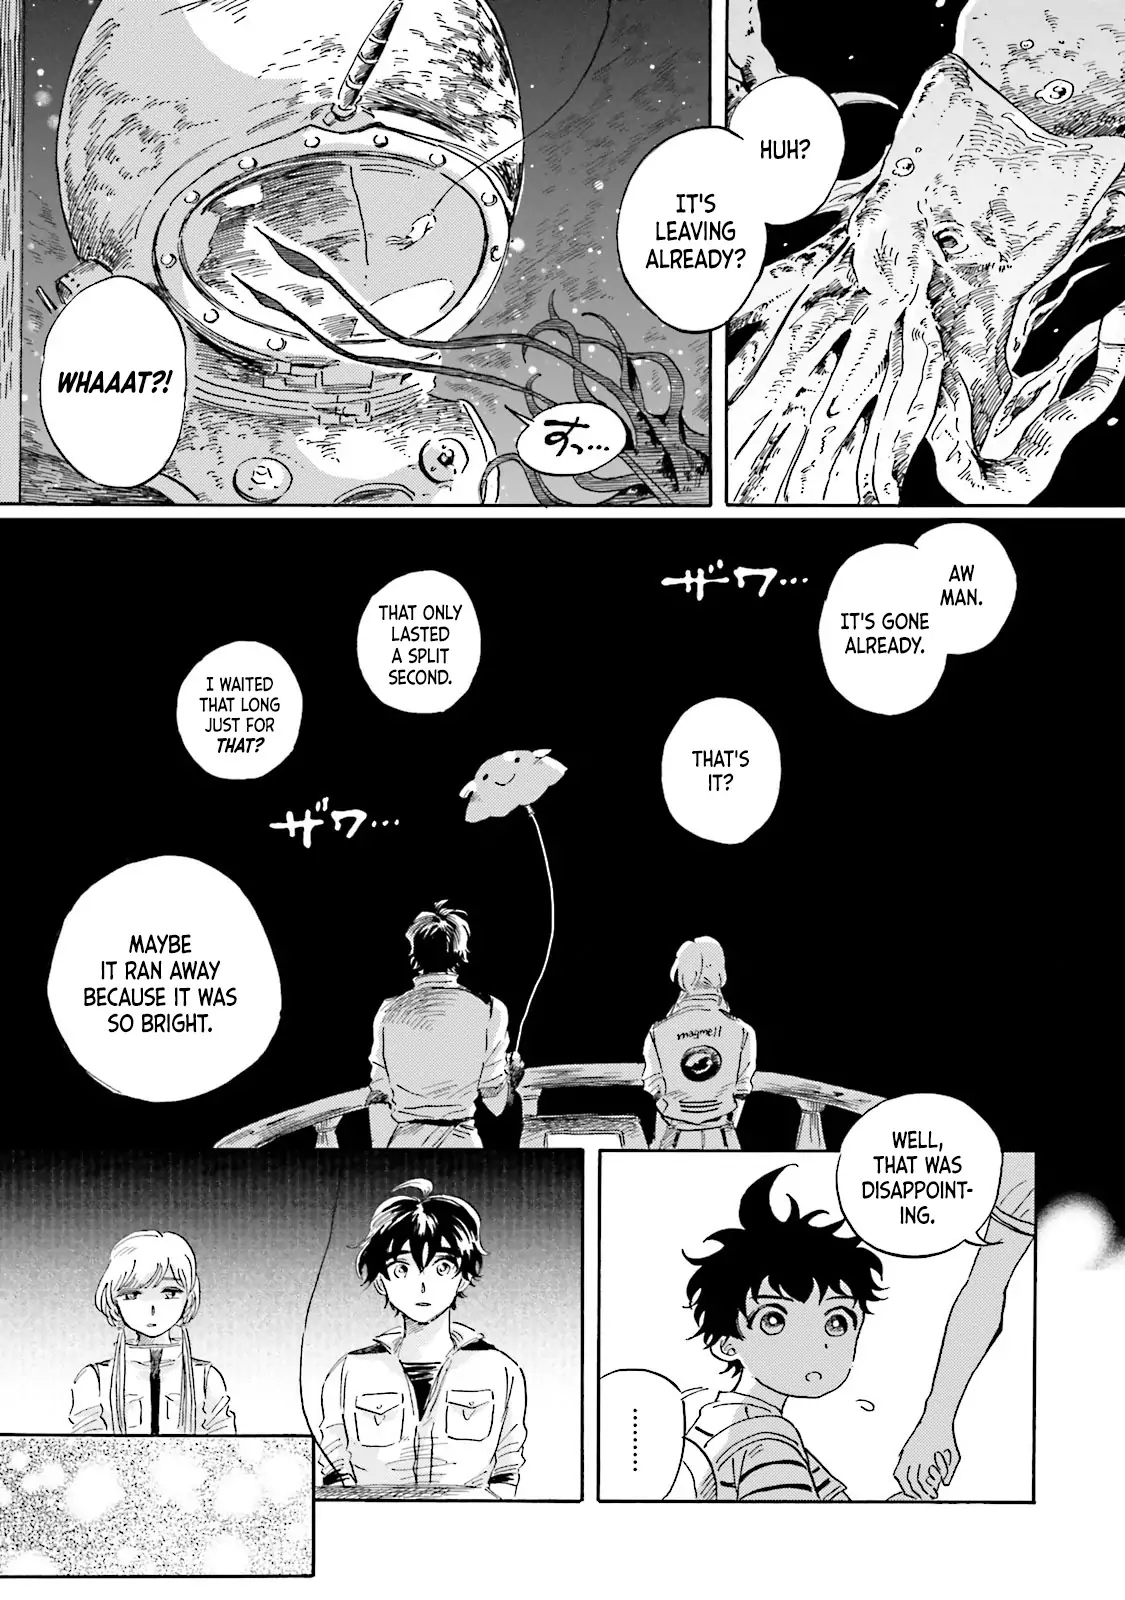 HUH?
IT'S
LEAVING
ALREADY?
WHAAAT?!
すっ…
ザワ…
AW
MAN.
IT'S GONE
ALREADY.
THAT ONLY
LASTED
A SPLIT
SECOND.
I WAITED
THAT LONG
JUST FOR
THAT?
THAT'S
IT?
ザワ…
MAYBE
IT RAN AWAY
BECAUSE IT WAS
SO BRIGHT.
magmell
WELL,
THAT WAS
DISAPPOINT-
ING.
........